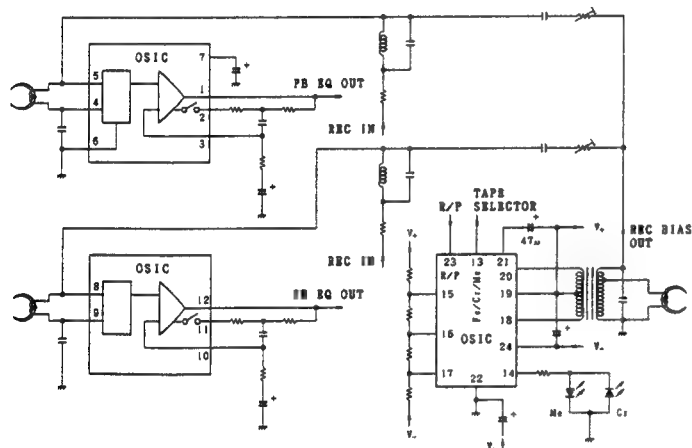 OSIC
7
5
4
6
1
2
3
PB EQ OUT
REC IN
OSIC
8
9
12
11
10
EQ OUT
REC IN
R/P
TAPE
SELECTOR
47μ
V+
V+
REC BIAS
OUT
23
13
21
R/P
Fe/Cr/Me
20
15
19
16
18
OSIC
24
17
14
22
V-
V-
Me
Cr